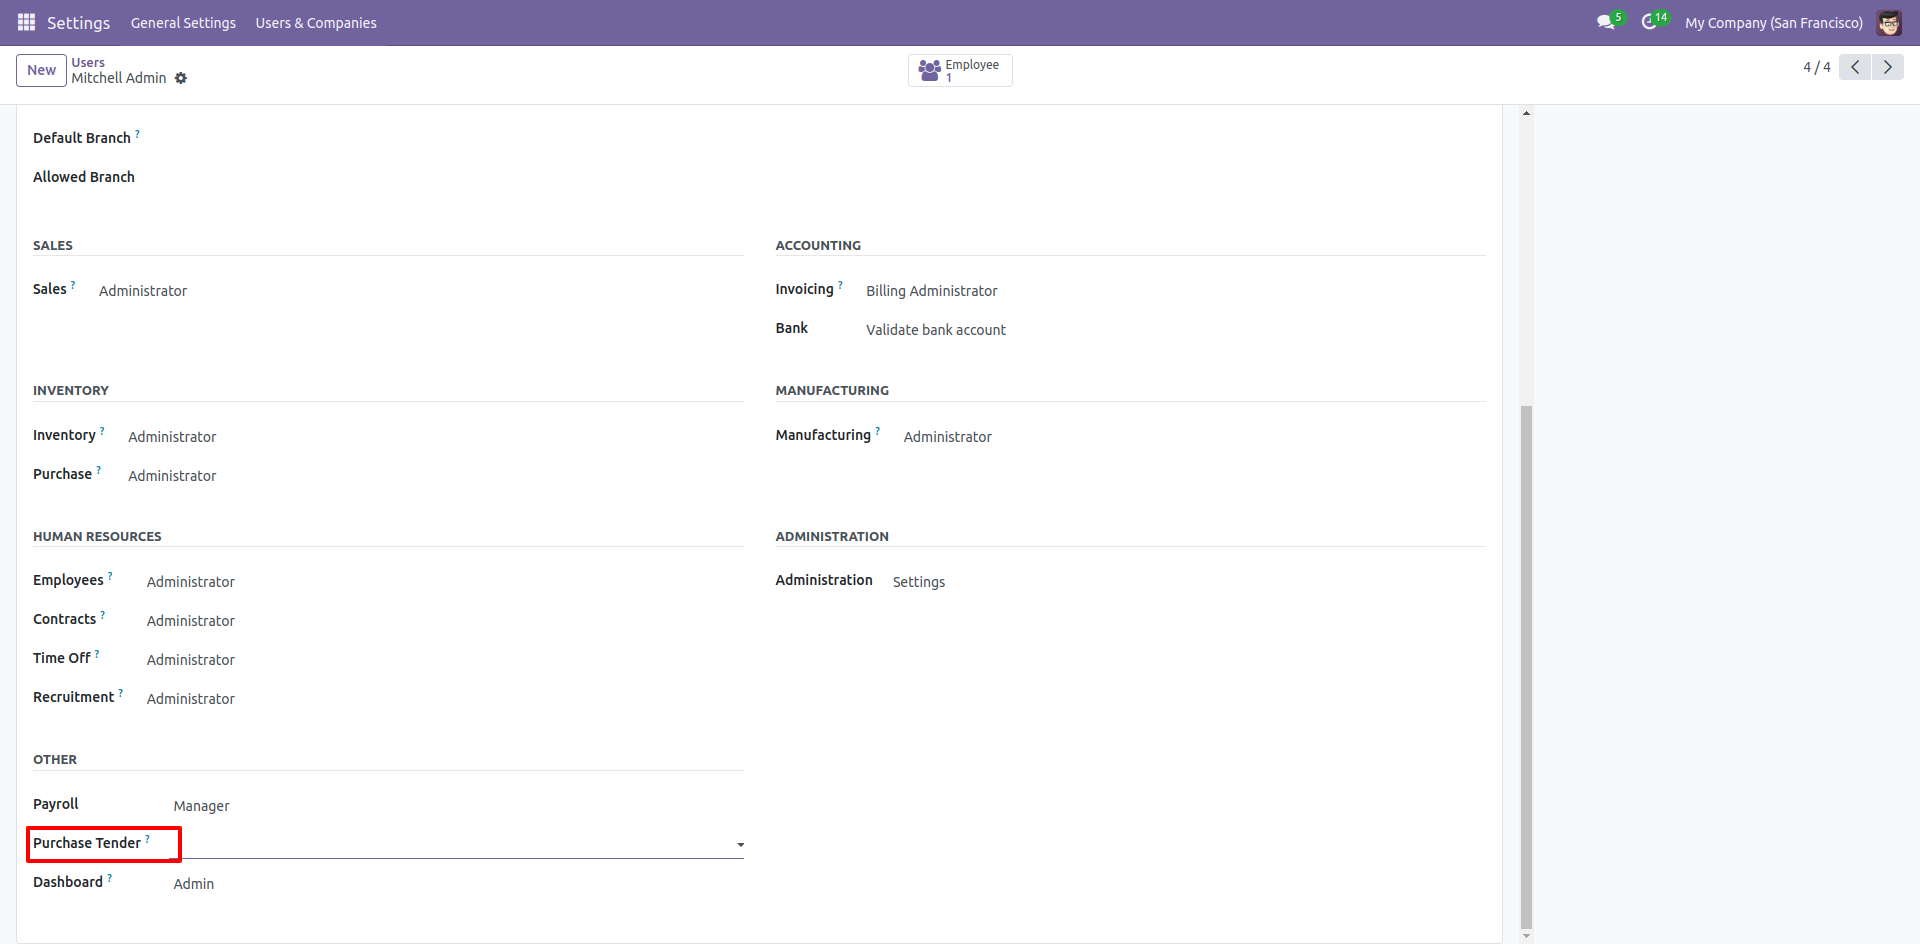 Settings General Settings Users & Companies 5 14 My Company (San Francisco)
New Users Employee
Mitchell Admin 1 4 / 4
Default Branch ?
Allowed Branch
SALES ACCOUNTING
Sales ? Administrator Invoicing ? Billing Administrator
Bank Validate bank account
INVENTORY MANUFACTURING
Inventory ? Administrator Manufacturing ? Administrator
Purchase ? Administrator
HUMAN RESOURCES ADMINISTRATION
Employees ? Administrator Administration Settings
Contracts ? Administrator
Time Off ? Administrator
Recruitment ? Administrator
OTHER
Payroll Manager
Purchase Tender ?
Dashboard ? Admin